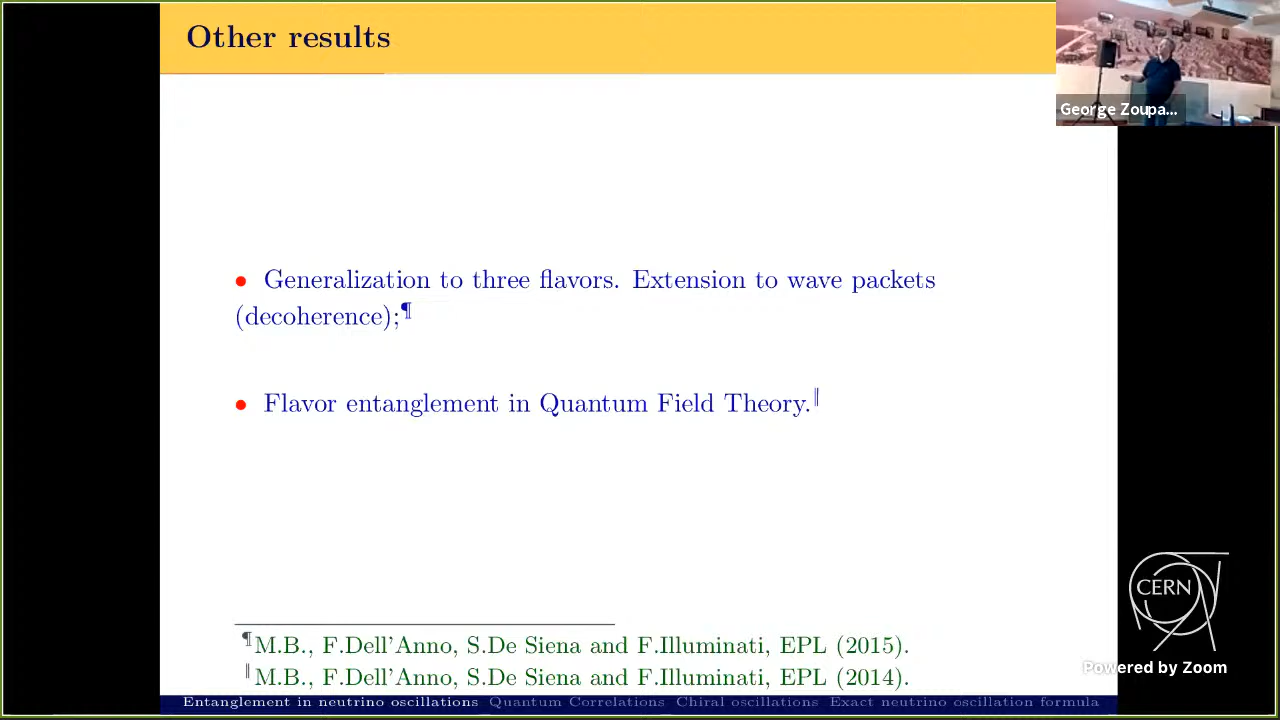 Other results
George Zoupa...
• Generalization to three flavors. Extension to wave packets
(decoherence);¶
• Flavor entanglement in Quantum Field Theory.‖
¶M.B., F.Dell'Anno, S.De Siena and F.Illuminati, EPL (2015).
‖M.B., F.Dell'Anno, S.De Siena and F.Illuminati, EPL (2014).
Entanglement in neutrino oscillations Quantum Correlations Chiral oscillations Exact neutrino oscillation formula
CERN
Powered by Zoom